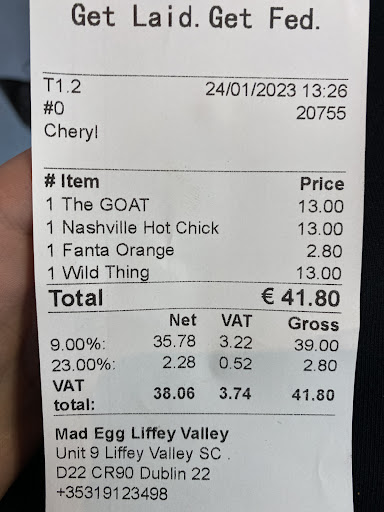 Get Laid. Get Fed.
T1.2 24/01/2023 13:26
#0 20755
Cheryl
# Item Price
1 The GOAT 13.00
1 Nashville Hot Chick 13.00
1 Fanta Orange 2.80
1 Wild Thing 13.00
Total € 41.80
Net VAT Gross
9.00%: 35.78 3.22 39.00
23.00%: 2.28 0.52 2.80
VAT total: 38.06 3.74 41.80
Mad Egg Liffey Valley
Unit 9 Liffey Valley SC .
D22 CR90 Dublin 22
+35319123498